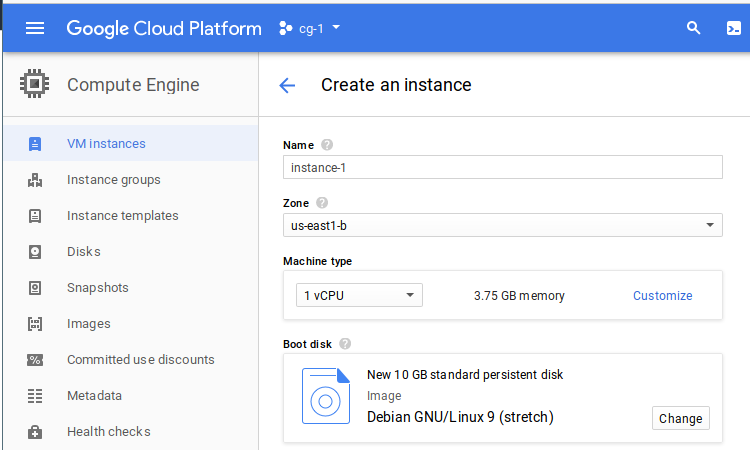 Google Cloud Platform cg-1
Compute Engine
Create an instance
VM instances
Instance groups
Instance templates
Disks
Snapshots
Images
Committed use discounts
Metadata
Health checks
Name ?
instance-1
Zone ?
us-east1-b
Machine type
1 vCPU 3.75 GB memory Customize
Boot disk ?
New 10 GB standard persistent disk
Image
Debian GNU/Linux 9 (stretch)
Change